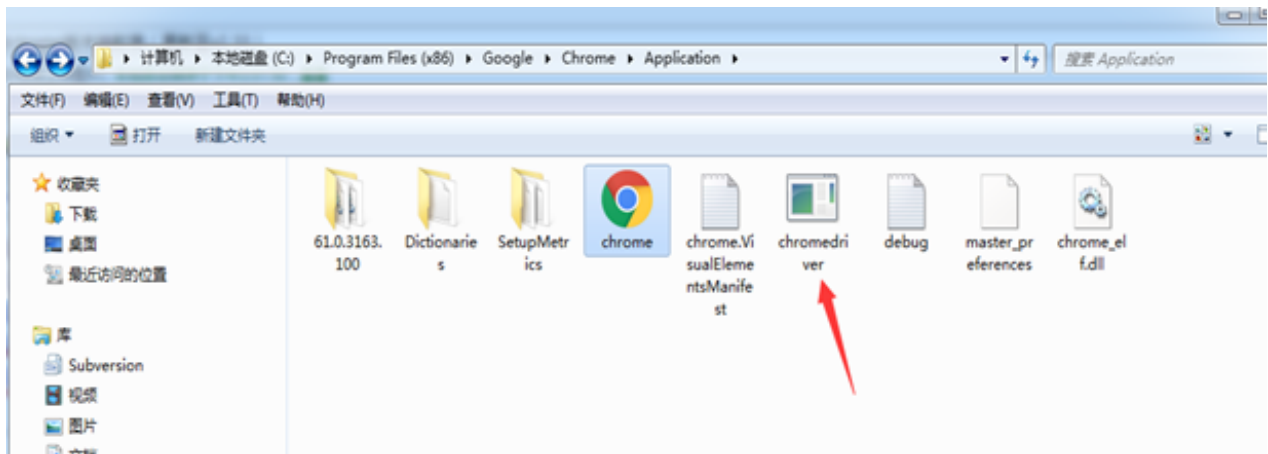 计算机 ▸ 本地磁盘 (C:) ▸ Program Files (x86) ▸ Google ▸ Chrome ▸ Application ▸
搜索 Application
文件(F) 编辑(E) 查看(V) 工具(T) 帮助(H)
组织 打开 新建文件夹
收藏夹
下载
桌面
最近访问的位置
库
Subversion
视频
图片
文档
61.0.3163.
100
Dictionarie
s
SetupMetr
ics
chrome
chrome.Vi
sualEleme
ntsManife
st
chromedri
ver
debug
master_pr
eferences
chrome_el
f.dll